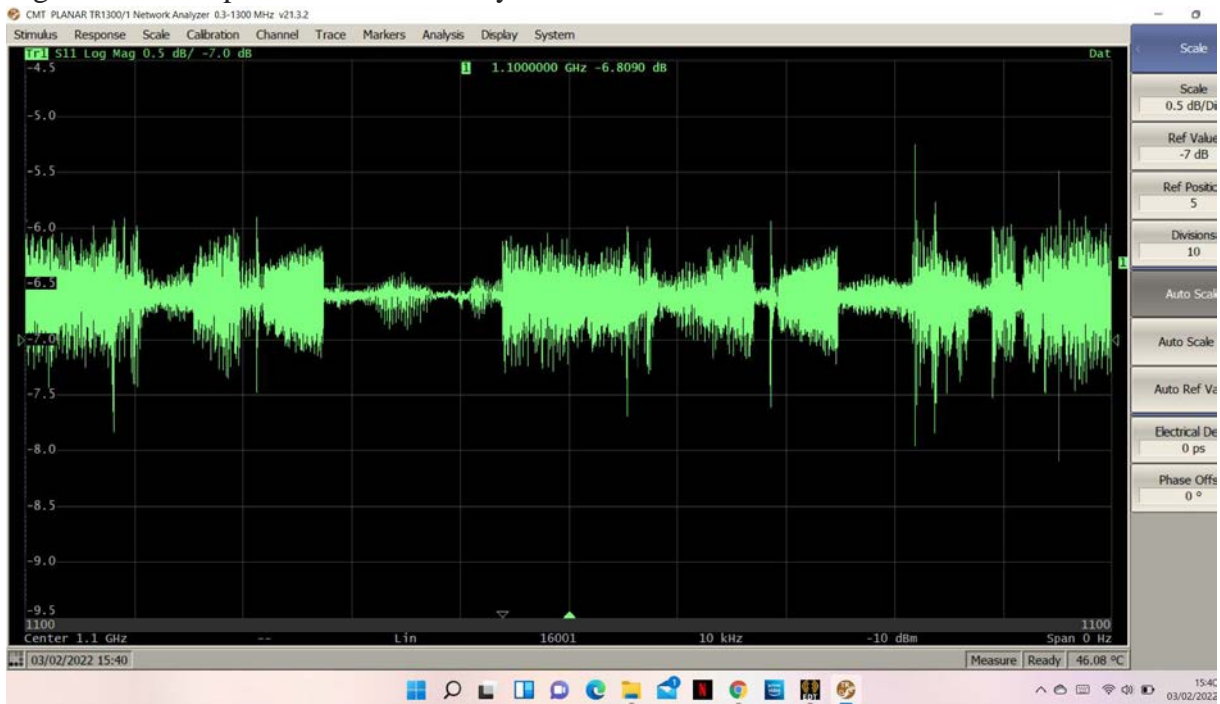 CMT PLANAR TR1300/1 Network Analyzer 0.3-1300 MHz v21.3.2
Stimulus Response Scale Calibration Channel Trace Markers Analysis Display System
Tr1 S11 Log Mag 0.5 dB/ -7.0 dB
Dat
1 1.1000000 GHz -6.8090 dB
-4.5
-5.0
-5.5
-6.0
-6.5
-7.0
-7.5
-8.0
-8.5
-9.0
-9.5
1
1100 1100
Center 1.1 GHz -- Lin 16001 10 kHz -10 dBm Span 0 Hz
03/02/2022 15:40 Measure Ready 46.08 °C
Scale
Scale
0.5 dB/Di
Ref Value
-7 dB
Ref Positic
5
Divisions
10
Auto Scal
Auto Scale
Auto Ref Va
Electrical De
0 ps
Phase Offs
0 °
N
EDT
15:40
03/02/2022